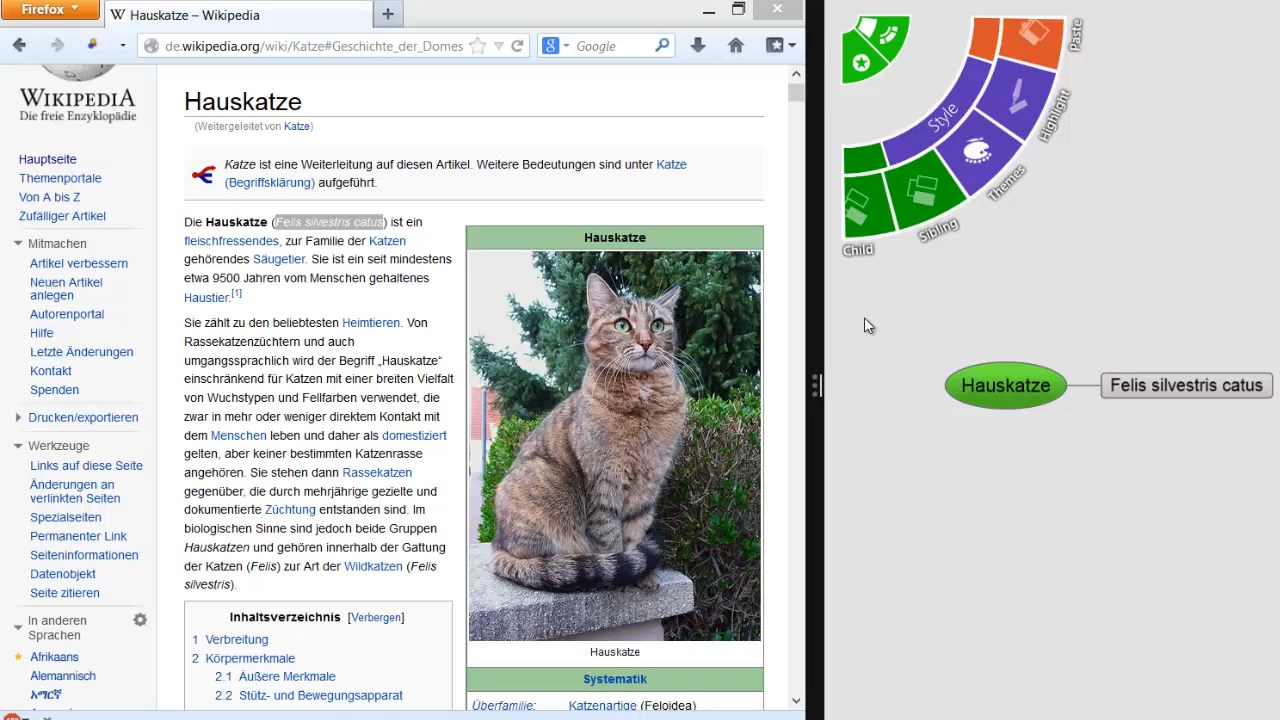 Firefox
W Hauskatze – Wikipedia
de.wikipedia.org/wiki/Katze#Geschichte_der_Domes
Google
WIKIPEDIA
Die freie Enzyklopädie
Hauptseite
Themenportale
Von A bis Z
Zufälliger Artikel
Mitmachen
Artikel verbessern
Neuen Artikel
anlegen
Autorenportal
Hilfe
Letzte Änderungen
Kontakt
Spenden
Drucken/exportieren
Werkzeuge
Links auf diese Seite
Änderungen an
verlinkten Seiten
Spezialseiten
Permanenter Link
Seiteninformationen
Datenobjekt
Seite zitieren
In anderen
Sprachen
Afrikaans
Alemannisch
አማርኛ
Hauskatze
(Weitergeleitet von Katze)
Katze ist eine Weiterleitung auf diesen Artikel. Weitere Bedeutungen sind unter Katze
(Begriffsklärung) aufgeführt.
Die Hauskatze (Felis silvestris catus) ist ein
fleischfressendes, zur Familie der Katzen
gehörendes Säugetier. Sie ist ein seit mindestens
etwa 9500 Jahren vom Menschen gehaltenes
Haustier.[1]
Sie zählt zu den beliebtesten Heimtieren. Von
Rassekatzenzüchtern und auch
umgangssprachlich wird der Begriff „Hauskatze“
einschränkend für Katzen mit einer breiten Vielfalt
von Wuchstypen und Fellfarben verwendet, die
zwar in mehr oder weniger direktem Kontakt mit
dem Menschen leben und daher als domestiziert
gelten, aber keiner bestimmten Katzenrasse
angehören. Sie stehen dann Rassekatzen
gegenüber, die durch mehrjährige gezielte und
dokumentierte Züchtung entstanden sind. Im
biologischen Sinne sind jedoch beide Gruppen
Hauskatzen und gehören innerhalb der Gattung
der Katzen (Felis) zur Art der Wildkatzen (Felis
silvestris).
Inhaltsverzeichnis [Verbergen]
1 Verbreitung
2 Körpermerkmale
2.1 Äußere Merkmale
2.2 Stütz- und Bewegungsapparat
Hauskatze
Hauskatze
Systematik
Überfamilie: Katzenartige (Feloidea)
Paste
Highlight
Style
Themes
Sibling
Child
Hauskatze
Felis silvestris catus